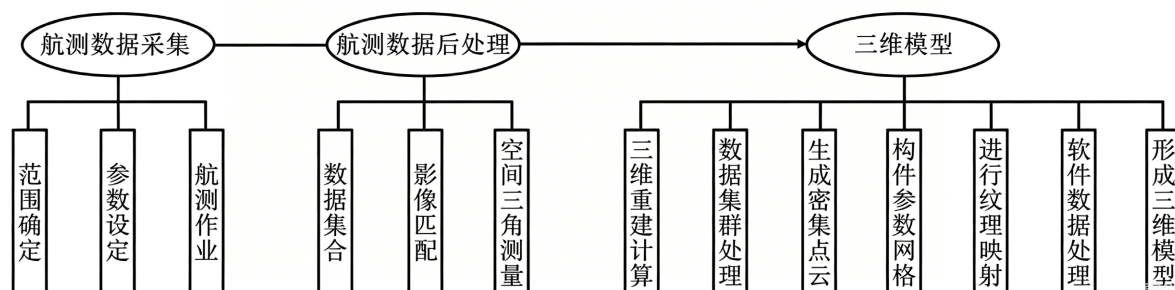 航测数据采集
航测数据后处理
三维模型
范围确定
参数设定
航测作业
数据集合
影像匹配
空间三角测量
三维重建计算
数据集群处理
生成密集点云
构件参数网格
进行纹理映射
软件数据处理
形成三维模型